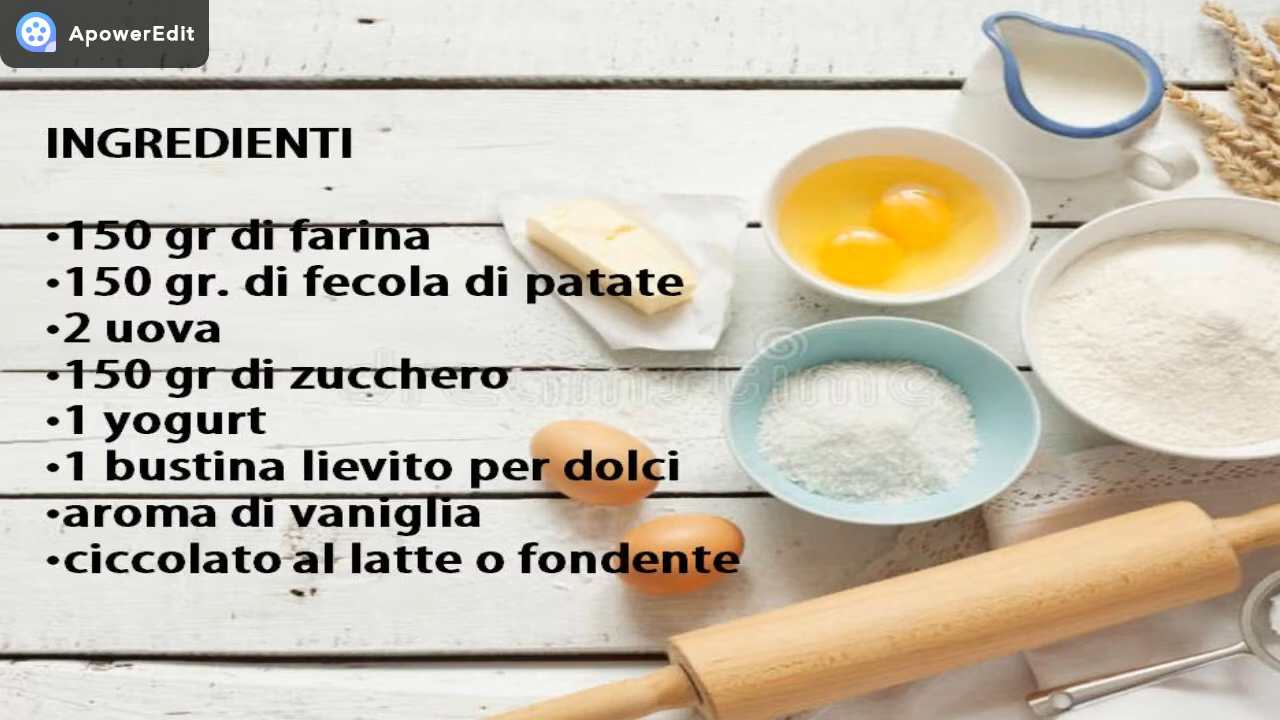 ApowerEdit
INGREDIENTI
•150 gr di farina
•150 gr. di fecola di patate
•2 uova
•150 gr di zucchero
•1 yogurt
•1 bustina lievito per dolci
•aroma di vaniglia
•ciccolato al latte o fondente
dreamstime